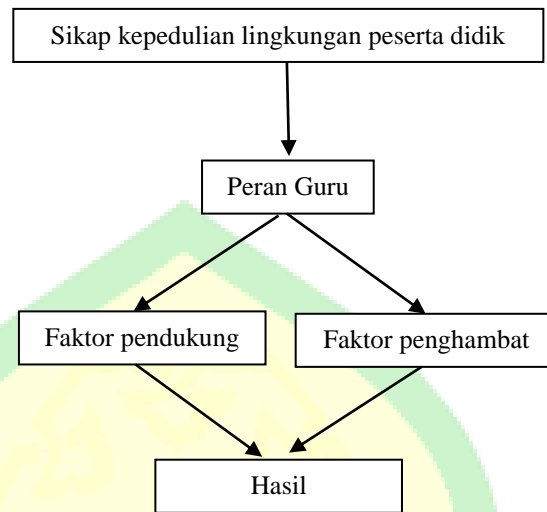 Sikap kepedulian lingkungan peserta didik
Peran Guru
Faktor pendukung
Faktor penghambat
Hasil